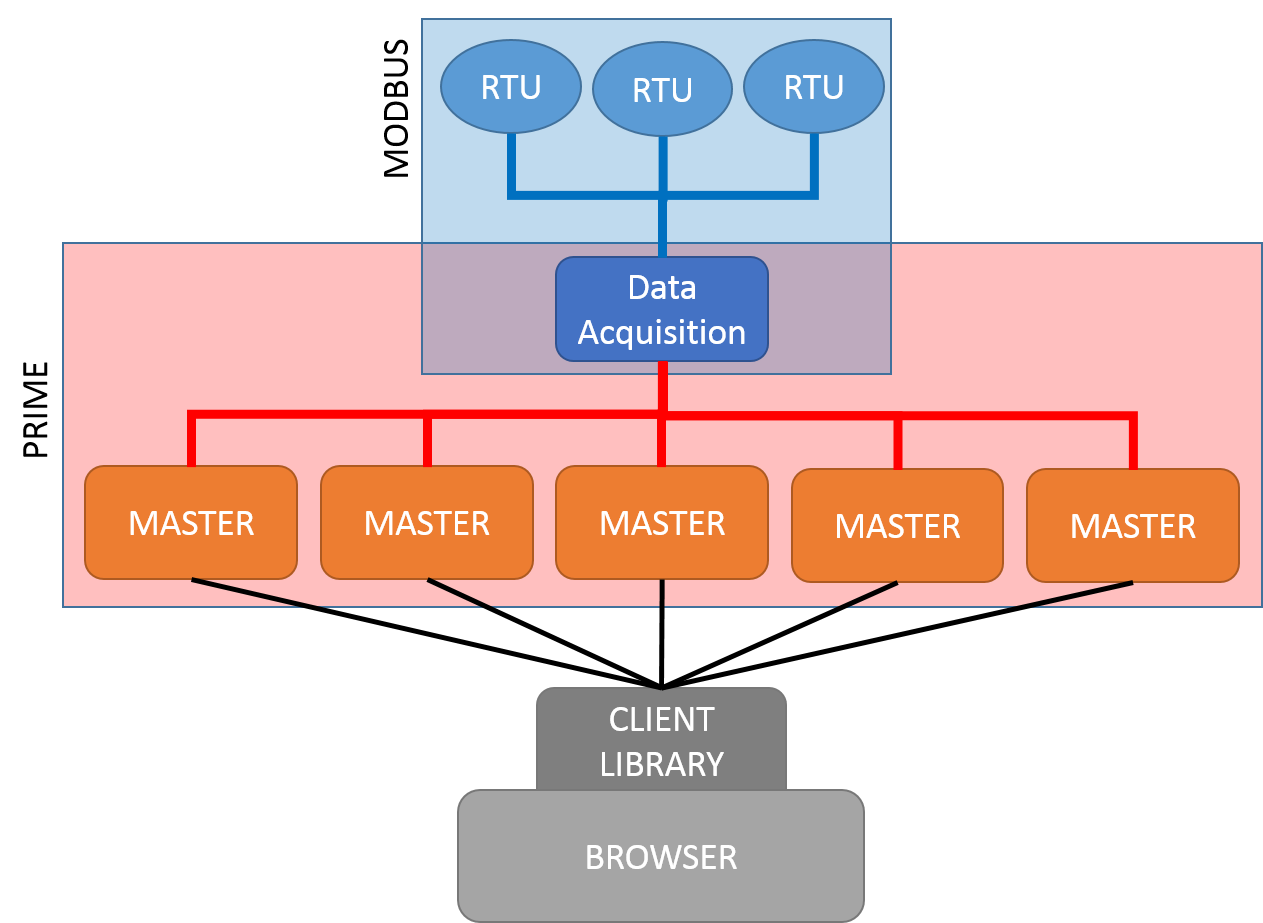 MODBUS
RTU
RTU
RTU
PRIME
Data
Acquisition
MASTER
MASTER
MASTER
MASTER
MASTER
CLIENT
LIBRARY
BROWSER